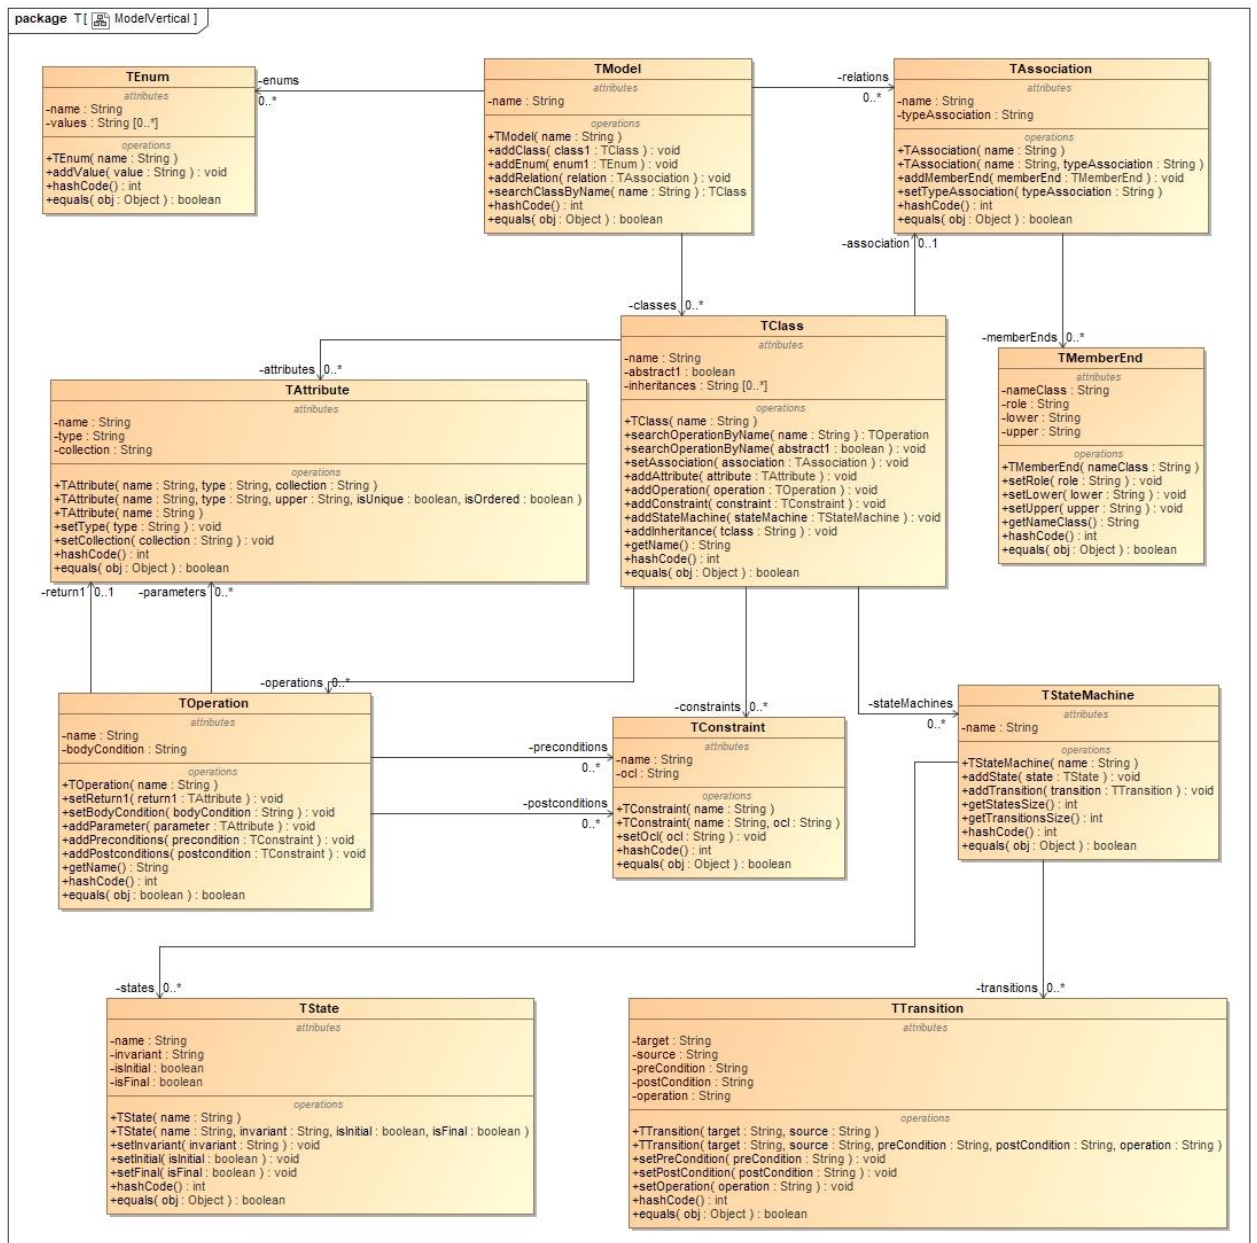 package T [ ModelVertical ]
TEnum
attributes
-name : String
-values : String [0..*]
operations
+TEnum( name : String )
+addValue( value : String ) : void
+hashCode() : int
+equals( obj : Object ) : boolean
-enums
0..*
TModel
attributes
-name : String
operations
+TModel( name : String )
+addClass( class1 : TClass ) : void
+addEnum( enum1 : TEnum ) : void
+addRelation( relation : TAssociation ) : void
+searchClassByName( name : String ) : TClass
+hashCode() : int
+equals( obj : Object ) : boolean
-relations
0..*
TAssociation
attributes
-name : String
-typeAssociation : String
operations
+TAssociation( name : String )
+TAssociation( name : String, typeAssociation : String )
+addMemberEnd( memberEnd : TMemberEnd ) : void
+setTypeAssociation( typeAssociation : String )
+hashCode() : int
+equals( obj : Object ) : boolean
-association 0..1
-classes 0..*
TClass
attributes
-name : String
-abstract1 : boolean
-inheritances : String [0..*]
operations
+TClass( name : String )
+searchOperationByName( name : String ) : TOperation
+searchOperationByName( abstract1 : boolean ) : void
+setAssociation( association : TAssociation ) : void
+addAttribute( attribute : TAttribute ) : void
+addOperation( operation : TOperation ) : void
+addConstraint( constraint : TConstraint ) : void
+addStateMachine( stateMachine : TStateMachine ) : void
+addInheritance( tclass : String ) : void
+getName() : String
+hashCode() : int
+equals( obj : Object ) : boolean
-memberEnds 0..*
TMemberEnd
attributes
-nameClass : String
-role : String
-lower : String
-upper : String
operations
+TMemberEnd( nameClass : String )
+setRole( role : String ) : void
+setLower( lower : String ) : void
+setUpper( upper : String ) : void
+getNameClass() : String
+hashCode() : int
+equals( obj : Object ) : boolean
-attributes 0..*
TAttribute
attributes
-name : String
-type : String
-collection : String
operations
+TAttribute( name : String, type : String, collection : String )
+TAttribute( name : String, type : String, upper : String, isUnique : boolean, isOrdered : boolean )
+TAttribute( name : String )
+setType( type : String ) : void
+setCollection( collection : String ) : void
+hashCode() : int
+equals( obj : Object ) : boolean
-return1 0..1
-parameters 0..*
-operations 0..*
TOperation
attributes
-name : String
-bodyCondition : String
operations
+TOperation( name : String )
+setReturn1( return1 : TAttribute ) : void
+setBodyCondition( bodyCondition : String ) : void
+addParameter( parameter : TAttribute ) : void
+addPreconditions( precondition : TConstraint ) : void
+addPostconditions( postcondition : TConstraint ) : void
+getName() : String
+hashCode() : int
+equals( obj : boolean ) : boolean
-preconditions
0..*
-postconditions
0..*
-constraints 0..*
TConstraint
attributes
-name : String
-ocl : String
operations
+TConstraint( name : String )
+TConstraint( name : String, ocl : String )
+setOcl( ocl : String ) : void
+hashCode() : int
+equals( obj : Object ) : boolean
-stateMachines
0..*
TStateMachine
attributes
-name : String
operations
+TStateMachine( name : String )
+addState( state : TState ) : void
+addTransition( transition : TTransition ) : void
+getStatesSize() : int
+getTransitionsSize() : int
+hashCode() : int
+equals( obj : Object ) : boolean
-states 0..*
TState
attributes
-name : String
-invariant : String
-isInitial : boolean
-isFinal : boolean
operations
+TState( name : String )
+TState( name : String, invariant : String, isInitial : boolean, isFinal : boolean )
+setInvariant( invariant : String ) : void
+setInitial( isInitial : boolean ) : void
+setFinal( isFinal : boolean ) : void
+hashCode() : int
+equals( obj : Object ) : boolean
-transitions 0..*
TTransition
attributes
-target : String
-source : String
-preCondition : String
-postCondition : String
-operation : String
operations
+TTransition( target : String, source : String )
+TTransition( target : String, source : String, preCondition : String, postCondition : String, operation : String )
+setPreCondition( preCondition : String ) : void
+setPostCondition( postCondition : String ) : void
+setOperation( operation : String ) : void
+hashCode() : int
+equals( obj : Object ) : boolean